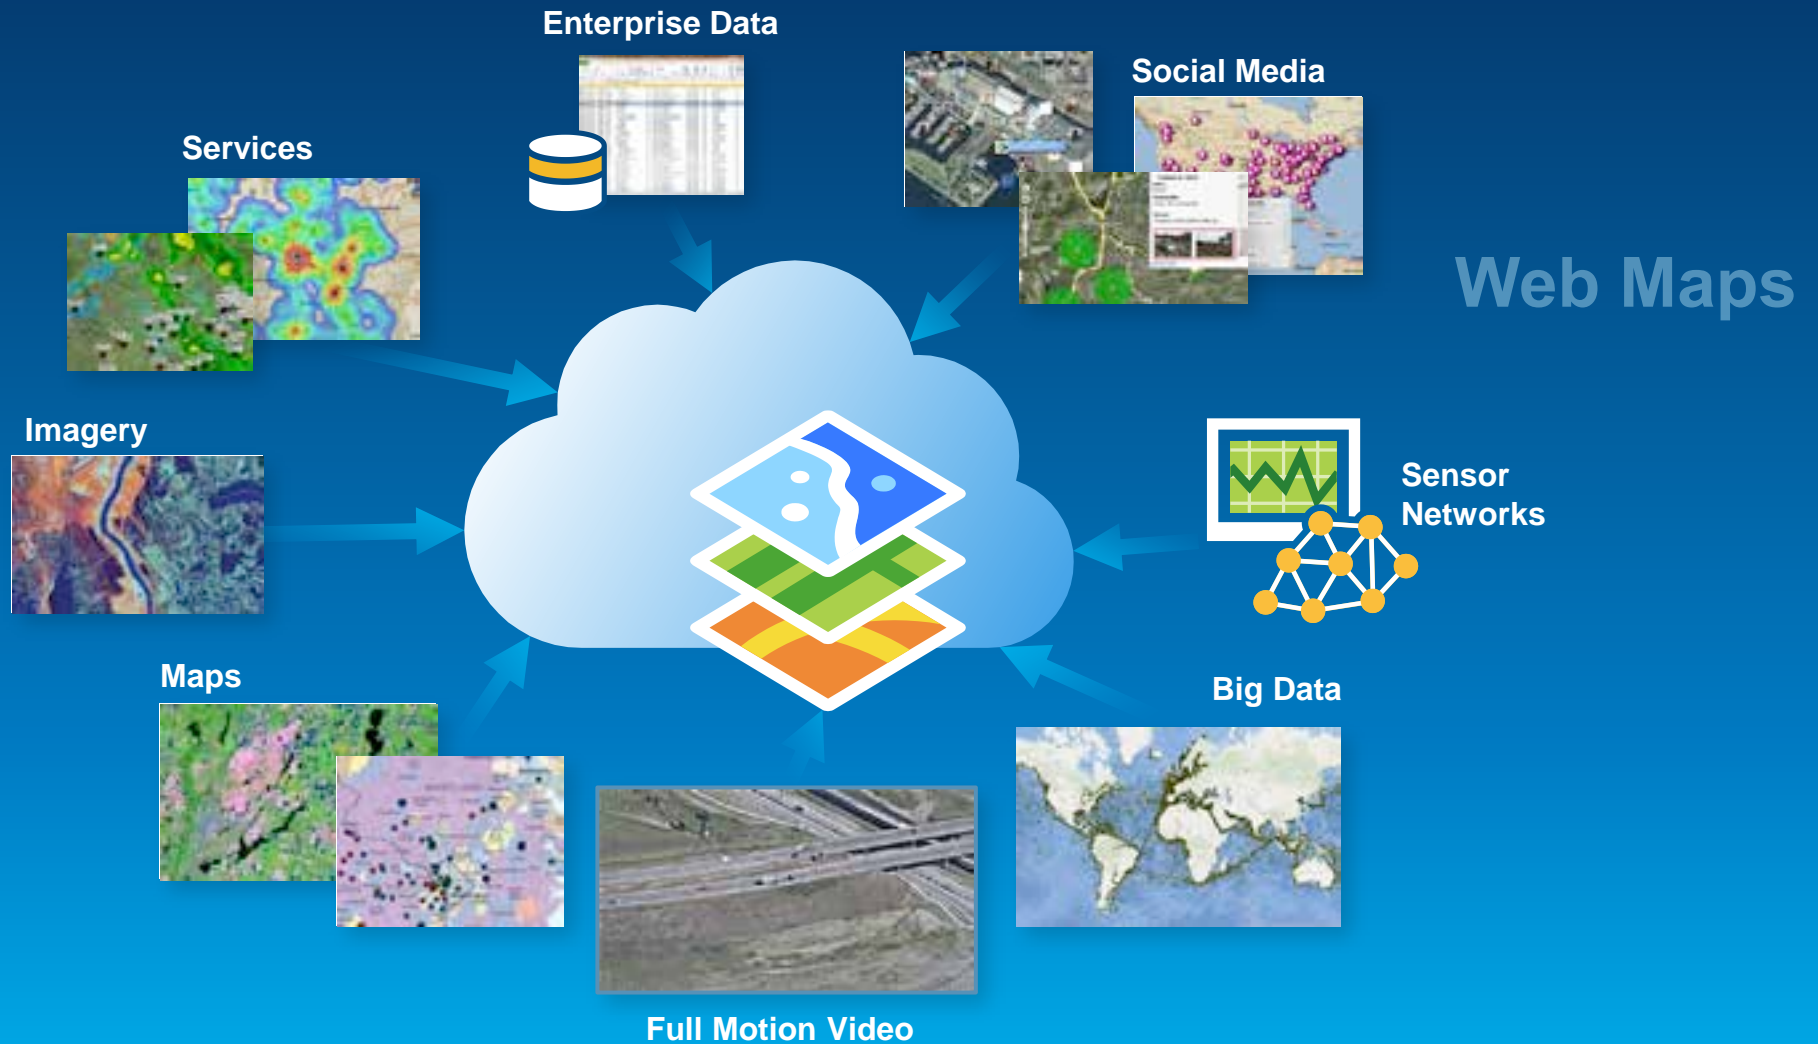 Enterprise Data
Social Media
Services
Web Maps
Imagery
Sensor
Networks
Maps
Big Data
Full Motion Video